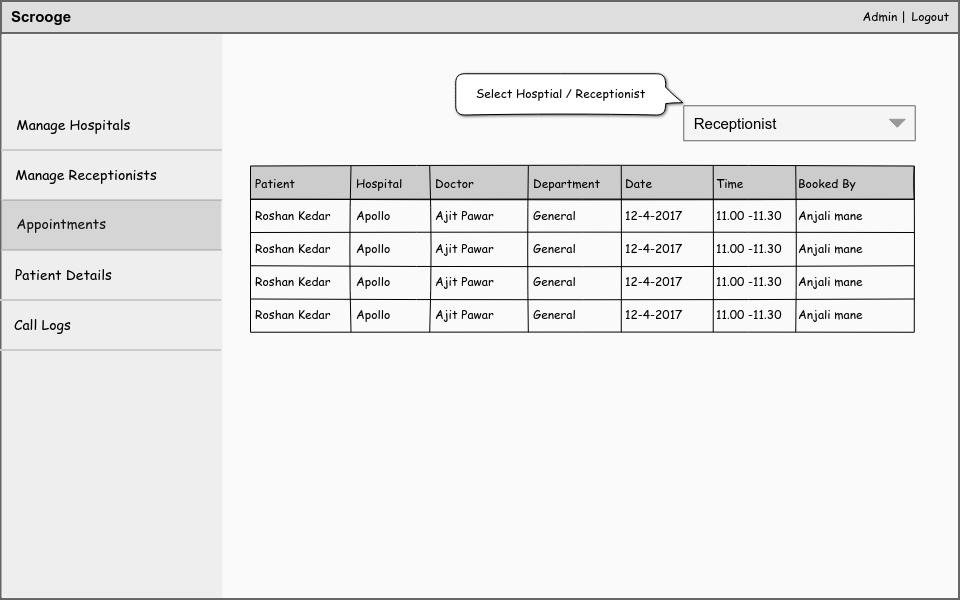 Scrooge
Admin | Logout
Select Hosptial / Receptionist
Receptionist
Manage Hospitals
Manage Receptionists
Appointments
Patient Details
Call Logs
Patient Hospital Doctor Department Date Time Booked By
Roshan Kedar Apollo Ajit Pawar General 12-4-2017 11.00 -11.30 Anjali mane
Roshan Kedar Apollo Ajit Pawar General 12-4-2017 11.00 -11.30 Anjali mane
Roshan Kedar Apollo Ajit Pawar General 12-4-2017 11.00 -11.30 Anjali mane
Roshan Kedar Apollo Ajit Pawar General 12-4-2017 11.00 -11.30 Anjali mane